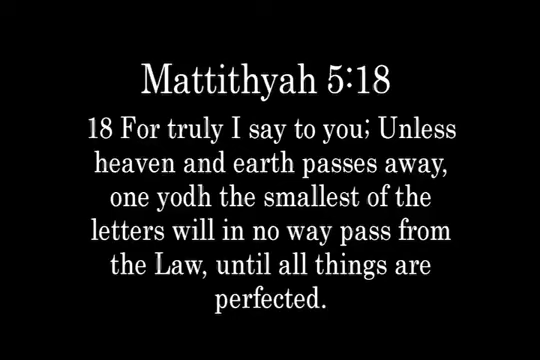 Mattithyah 5:18
18 For truly I say to you; Unless
heaven and earth passes away,
one yodh the smallest of the
letters will in no way pass from
the Law, until all things are
perfected.